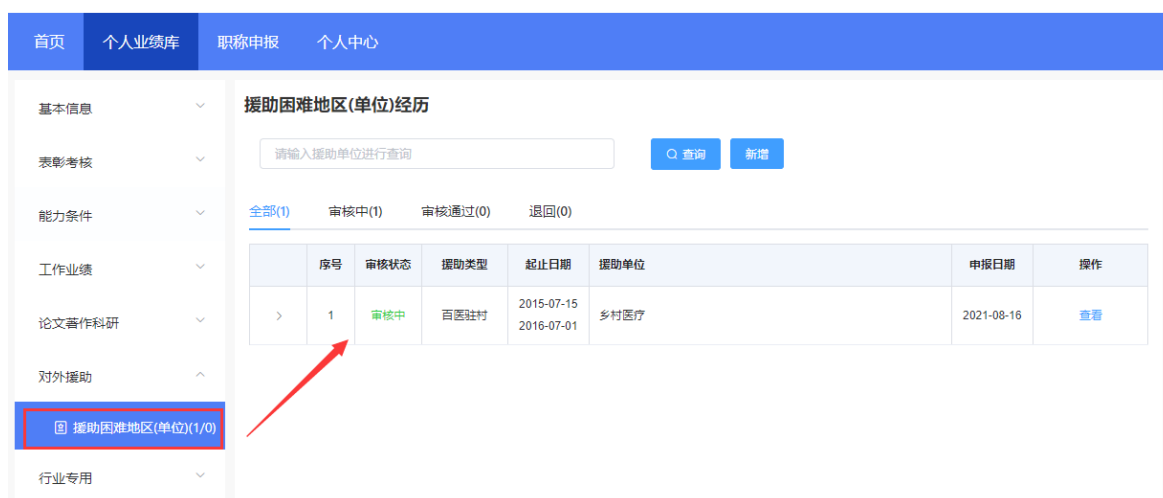 首页 个人业绩库 职称申报 个人中心
基本信息
表彰考核
能力条件
工作业绩
论文著作科研
对外援助
援助困难地区(单位)(1/0)
行业专用
援助困难地区(单位)经历
请输入援助单位进行查询 查询 新增
全部(1) 审核中(1) 审核通过(0) 退回(0)
序号 审核状态 援助类型 起止日期 援助单位 申报日期 操作
1 审核中 百医驻村 2015-07-15 乡村医疗 2021-08-16 查看
2016-07-01